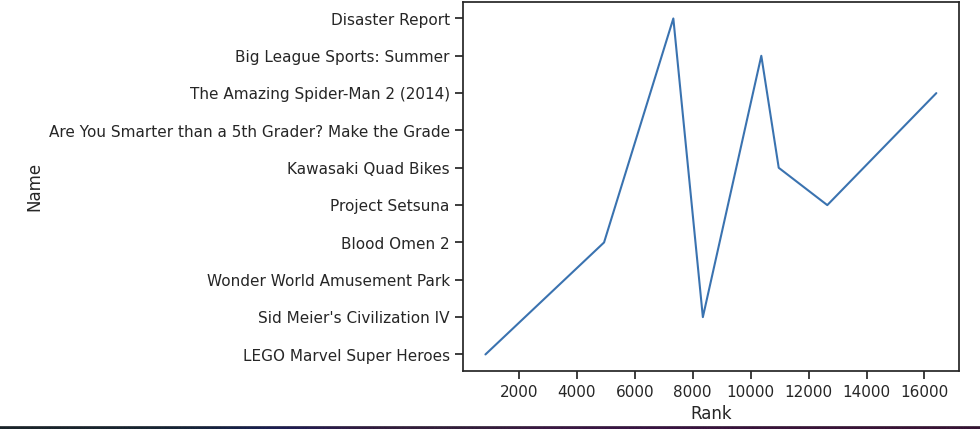 Disaster Report
Big League Sports: Summer
The Amazing Spider-Man 2 (2014)
Are You Smarter than a 5th Grader? Make the Grade
Kawasaki Quad Bikes
Project Setsuna
Blood Omen 2
Wonder World Amusement Park
Sid Meier's Civilization IV
LEGO Marvel Super Heroes
Name
2000 4000 6000 8000 10000 12000 14000 16000
Rank